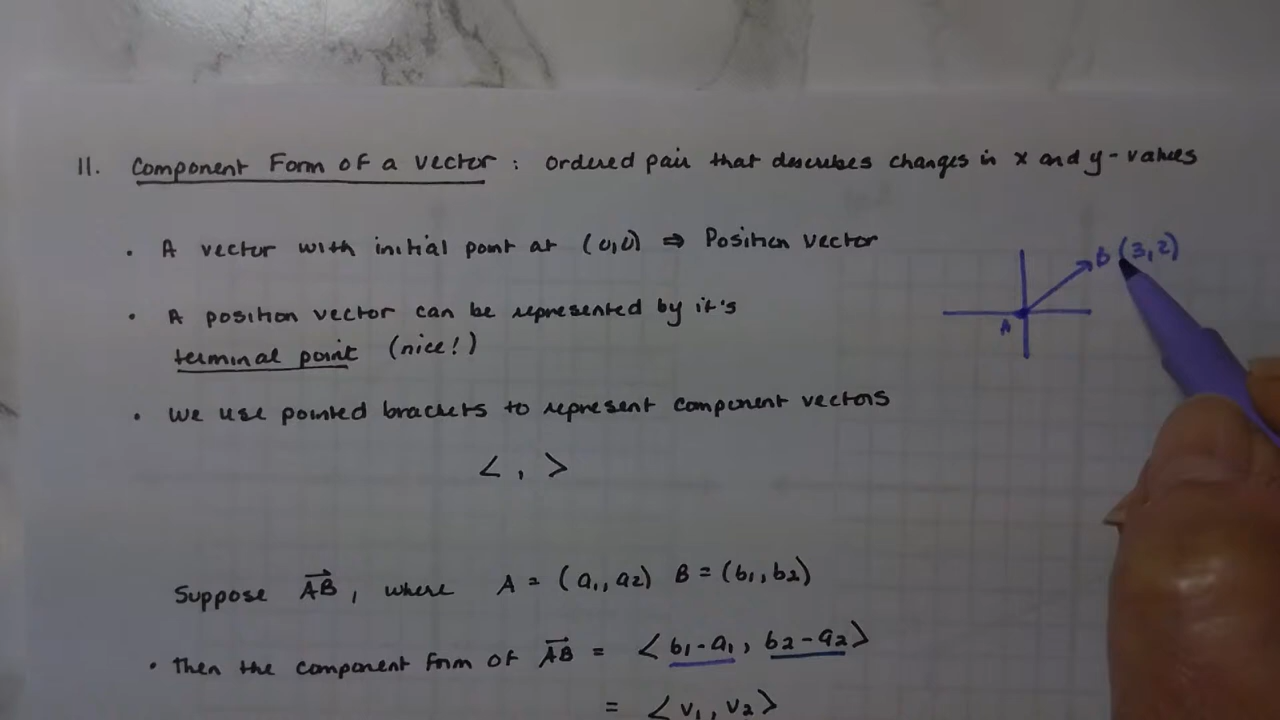 11. Component Form of a vector : ordered pair that describes changes in x and y-values
• A vector with initial point at (0,0) ⇒ Position vector
B (3,2)
A
• A position vector can be represented by it's
terminal point (nice!)
• We use pointed brackets to represent component vectors
< , >
Suppose AB⃗, where A = (a₁, a₂) B = (b₁, b₂)
• Then the component form of AB⃗ = <b₁-a₁, b₂-a₂>
= <v₁, v₂>